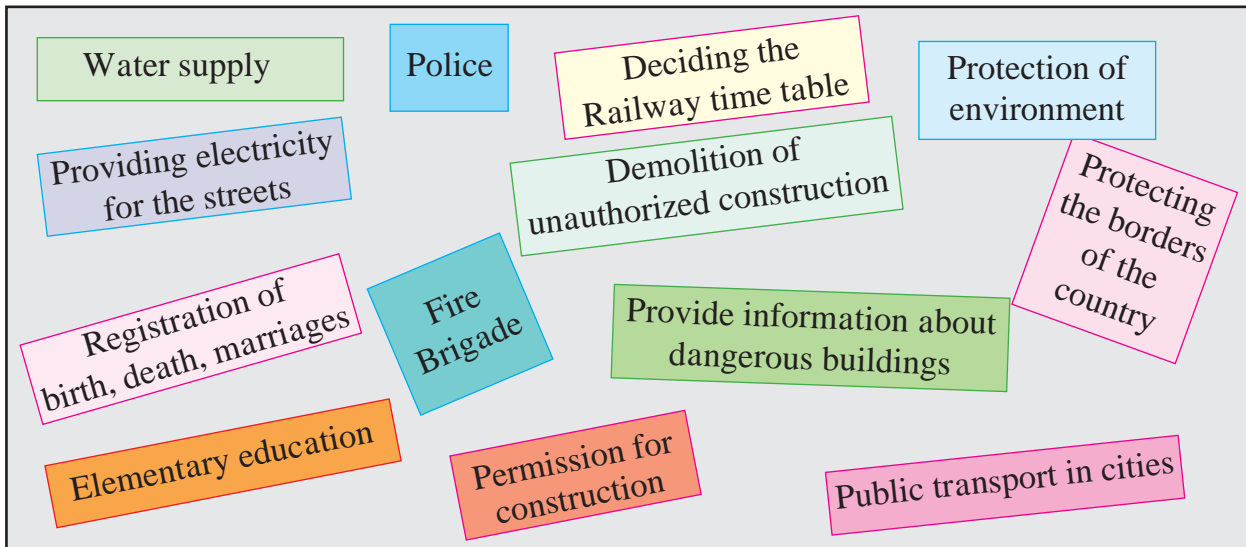 Water supply
Police
Deciding the
Railway time table
Protection of
environment
Providing electricity
for the streets
Demolition of
unauthorized construction
Protecting
the borders
of the
country
Registration of
birth, death, marriages
Fire
Brigade
Provide information about
dangerous buildings
Elementary education
Permission for
construction
Public transport in cities